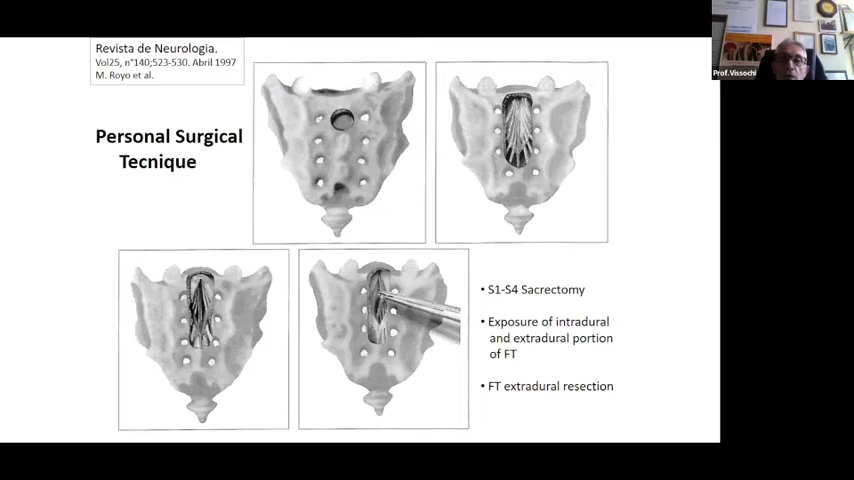 Revista de Neurologia.
Vol25, n°140;523-530. Abril 1997
M. Royo et al.
Personal Surgical
Tecnique
• S1-S4 Sacrectomy
• Exposure of intradural
and extradural portion
of FT
• FT extradural resection
Prof.Vissochi